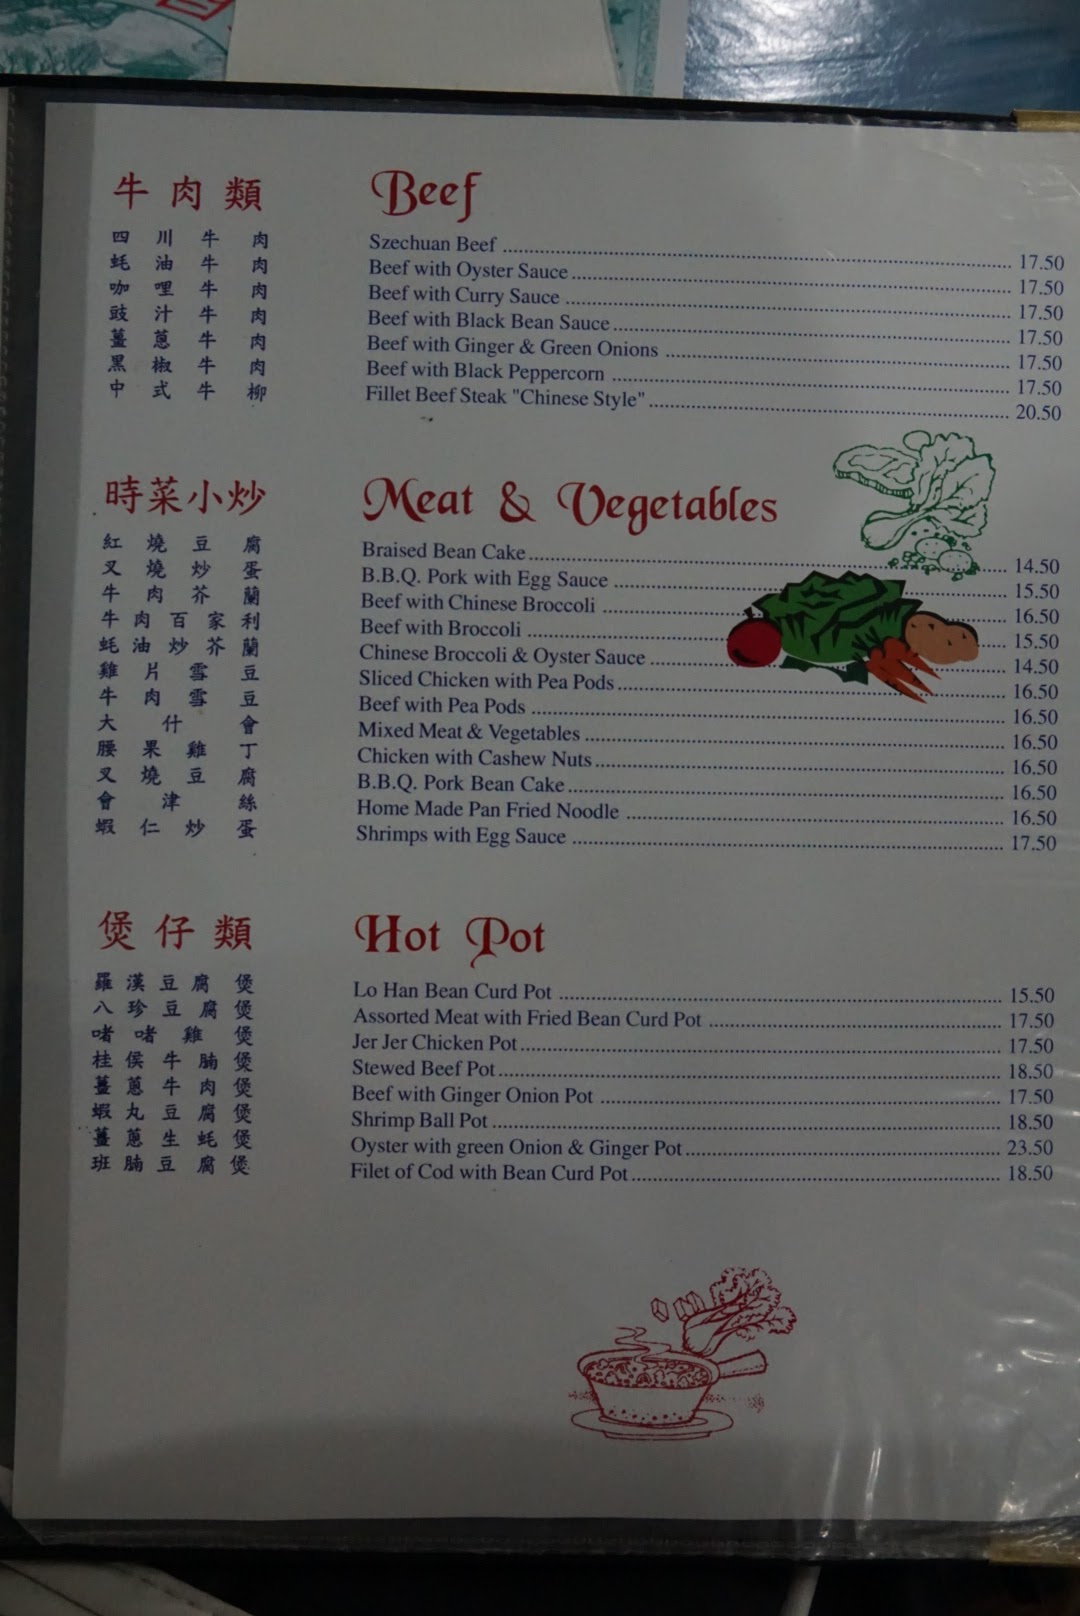 牛肉類 Beef
四川牛肉 Szechuan Beef 17.50
蚝油牛肉 Beef with Oyster Sauce 17.50
咖哩牛肉 Beef with Curry Sauce 17.50
豉汁牛肉 Beef with Black Bean Sauce 17.50
薑蔥牛肉 Beef with Ginger & Green Onions 17.50
黑椒牛肉 Beef with Black Peppercorn 17.50
中式牛柳 Fillet Beef Steak "Chinese Style" 20.50
時菜小炒 Meat & Vegetables
紅燒豆腐 Braised Bean Cake 14.50
叉燒炒蛋 B.B.Q. Pork with Egg Sauce 15.50
牛肉芥蘭 Beef with Chinese Broccoli 16.50
牛肉百家利 Beef with Broccoli 15.50
蚝油炒芥蘭 Chinese Broccoli & Oyster Sauce 14.50
雞片雪豆 Sliced Chicken with Pea Pods 16.50
牛肉雪豆 Beef with Pea Pods 16.50
大什會 Mixed Meat & Vegetables 16.50
腰果雞丁 Chicken with Cashew Nuts 16.50
叉燒豆腐 B.B.Q. Pork Bean Cake 16.50
會津絲 Home Made Pan Fried Noodle 16.50
蝦仁炒蛋 Shrimps with Egg Sauce 17.50
煲仔類 Hot Pot
羅漢豆腐煲 Lo Han Bean Curd Pot 15.50
八珍豆腐煲 Assorted Meat with Fried Bean Curd Pot 17.50
啫啫雞煲 Jer Jer Chicken Pot 17.50
桂侯牛腩煲 Stewed Beef Pot 18.50
薑蔥牛肉煲 Beef with Ginger Onion Pot 17.50
蝦丸豆腐煲 Shrimp Ball Pot 18.50
薑蔥生蚝煲 Oyster with green Onion & Ginger Pot 23.50
班腩豆腐煲 Filet of Cod with Bean Curd Pot 18.50